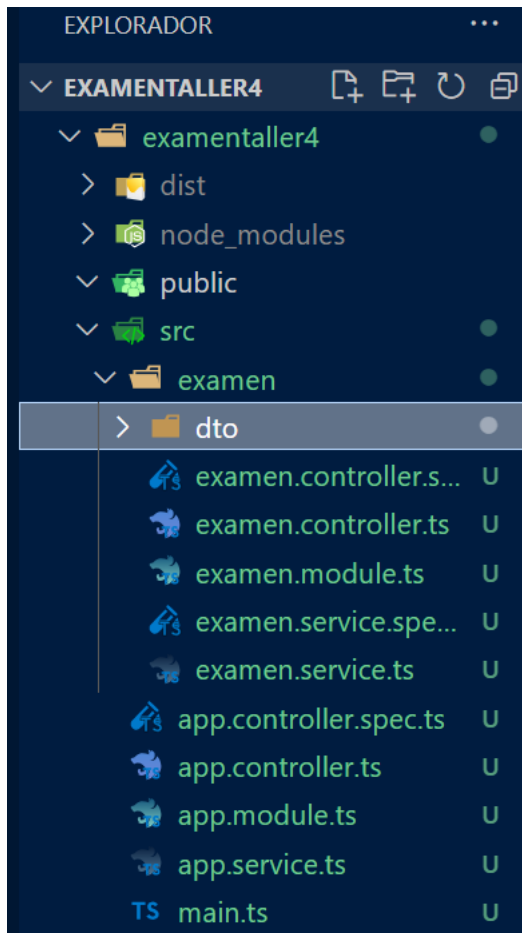 EXPLORADOR ...
EXAMENTALLER4
examentaller4
dist
node_modules
public
src
examen
dto
examen.controller.s... U
examen.controller.ts U
examen.module.ts U
examen.service.spe... U
examen.service.ts U
app.controller.spec.ts U
app.controller.ts U
app.module.ts U
app.service.ts U
TS main.ts U